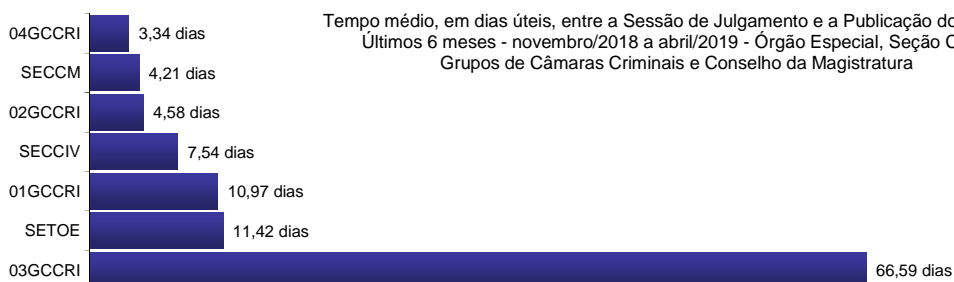 Tempo médio, em dias úteis, entre a Sessão de Julgamento e a Publicação do
Últimos 6 meses - novembro/2018 a abril/2019 - Órgão Especial, Seção
Grupos de Câmaras Criminais e Conselho da Magistratura
04GCCRI 3,34 dias
SECCM 4,21 dias
02GCCRI 4,58 dias
SECCIV 7,54 dias
01GCCRI 10,97 dias
SETOE 11,42 dias
03GCCRI 66,59 dias